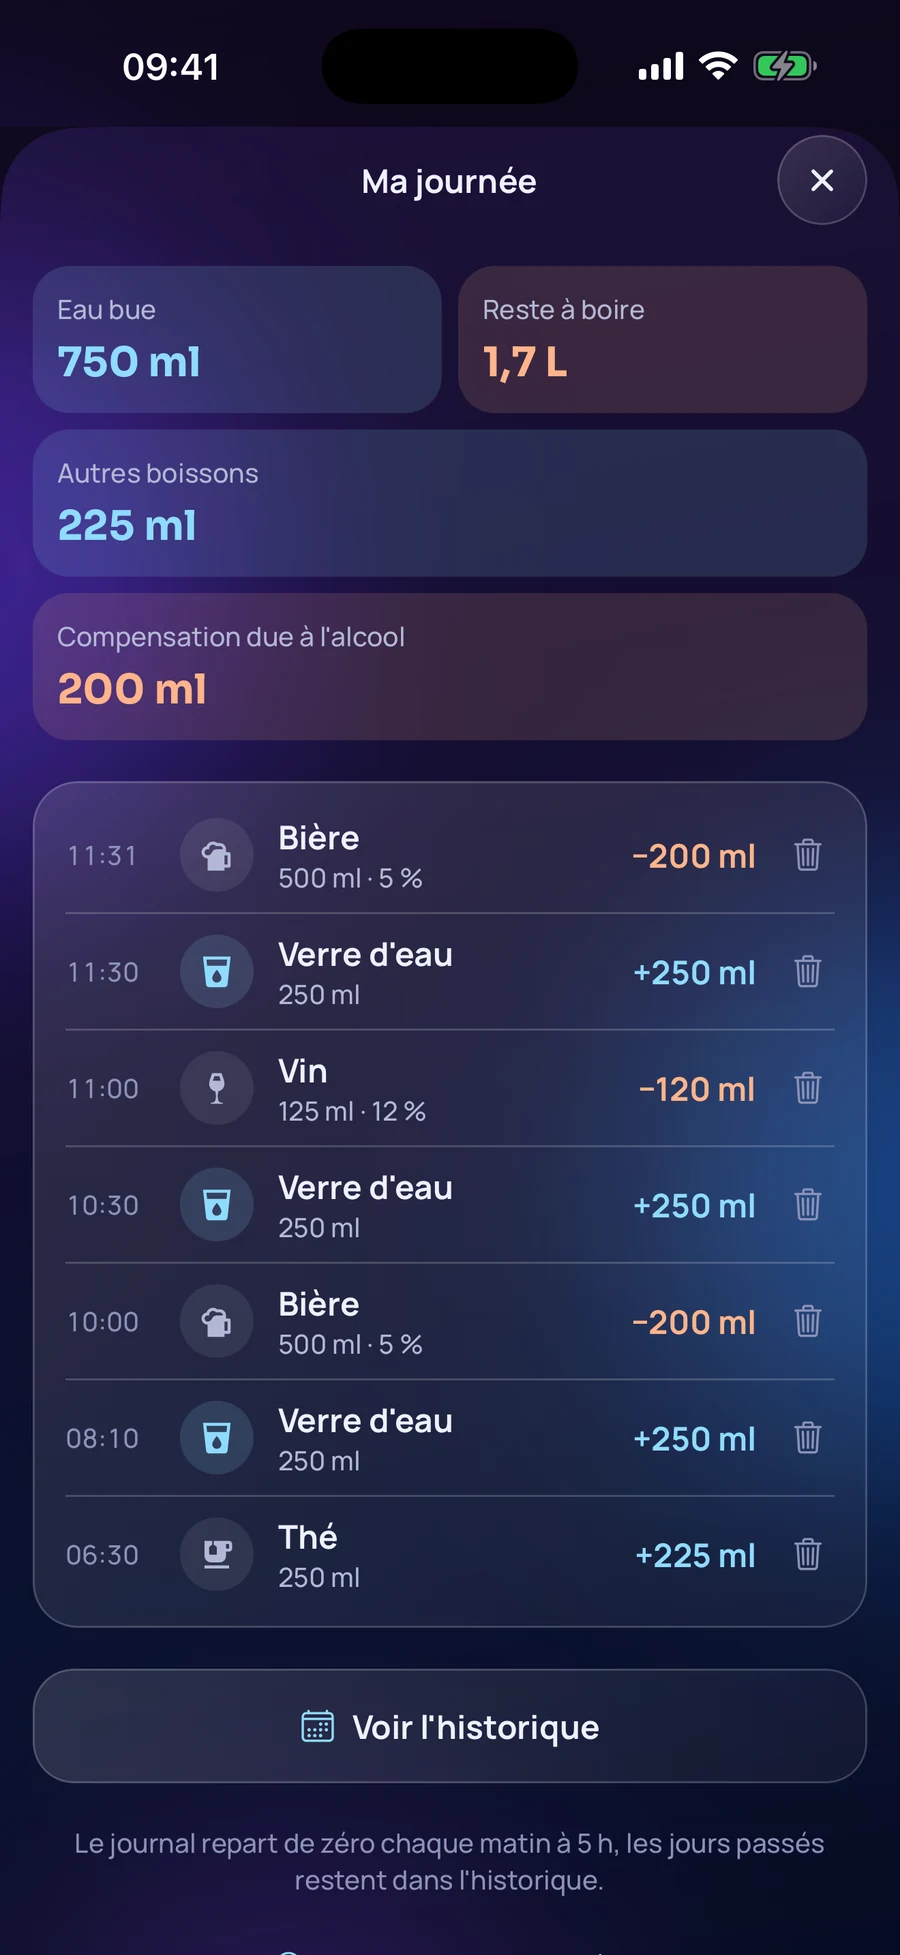 09:41
Ma journée
Eau bue
750 ml
Reste à boire
1,7 L
Autres boissons
225 ml
Compensation due à l'alcool
200 ml
11:31
Bière
500 ml · 5 %
−200 ml
11:30
Verre d'eau
250 ml
+250 ml
11:00
Vin
125 ml · 12 %
−120 ml
10:30
Verre d'eau
250 ml
+250 ml
10:00
Bière
500 ml · 5 %
−200 ml
08:10
Verre d'eau
250 ml
+250 ml
06:30
Thé
250 ml
+225 ml
Voir l'historique
Le journal repart de zéro chaque matin à 5 h, les jours passés
restent dans l'historique.